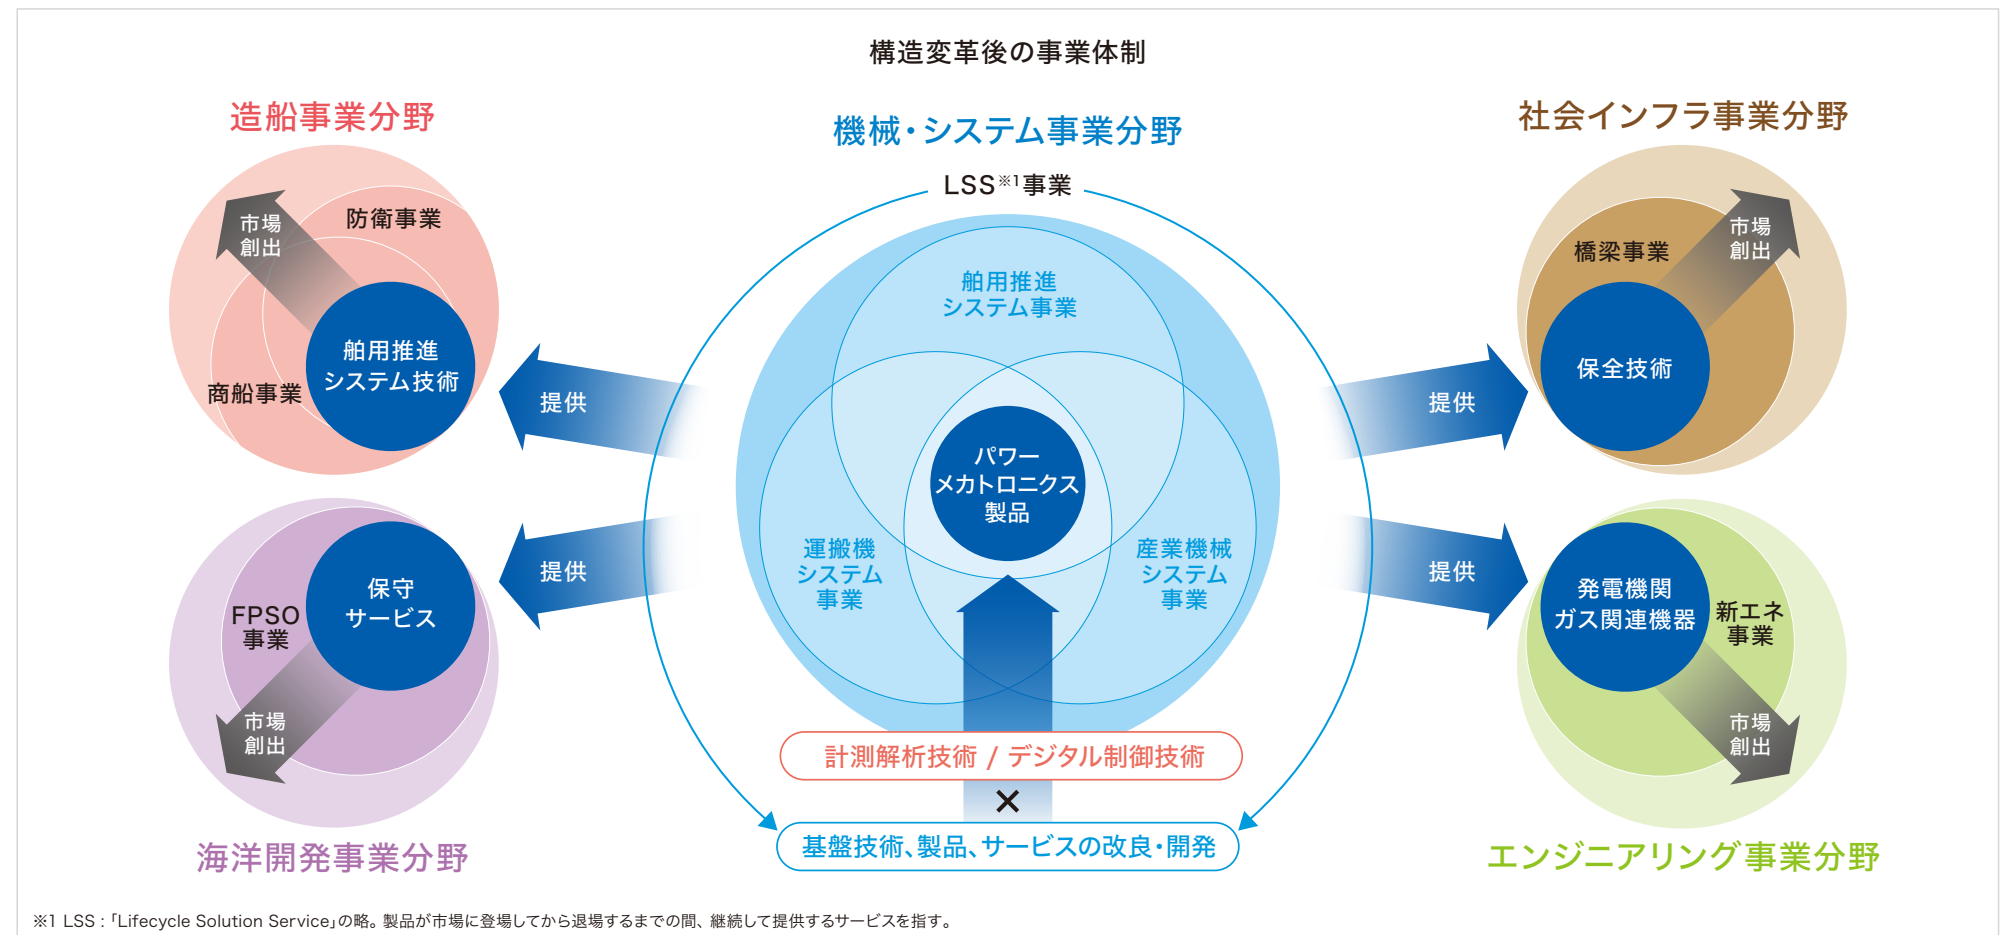 構造変革後の事業体制
造船事業分野
防衛事業
市場
創出
舶用推進
システム技術
商船事業
提供
機械・システム事業分野
LSS※1事業
舶用推進
システム事業
パワー
メカトロニクス
製品
運搬機
システム
事業
産業機械
システム
事業
計測解析技術 / デジタル制御技術
×
基盤技術、製品、サービスの改良・開発
社会インフラ事業分野
市場
創出
橋梁事業
保全技術
提供
保守
サービス
FPSO
事業
市場
創出
提供
海洋開発事業分野
提供
発電機関
ガス関連機器
新エネ
事業
市場
創出
エンジニアリング事業分野
※1 LSS：「Lifecycle Solution Service」の略。製品が市場に登場してから退場するまでの間、継続して提供するサービスを指す。